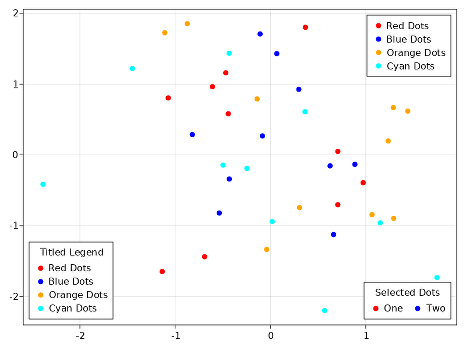 2
1
0
-1
-2
-2
-1
0
1
Red Dots
Blue Dots
Orange Dots
Cyan Dots
Titled Legend
Red Dots
Blue Dots
Orange Dots
Cyan Dots
Selected Dots
One Two